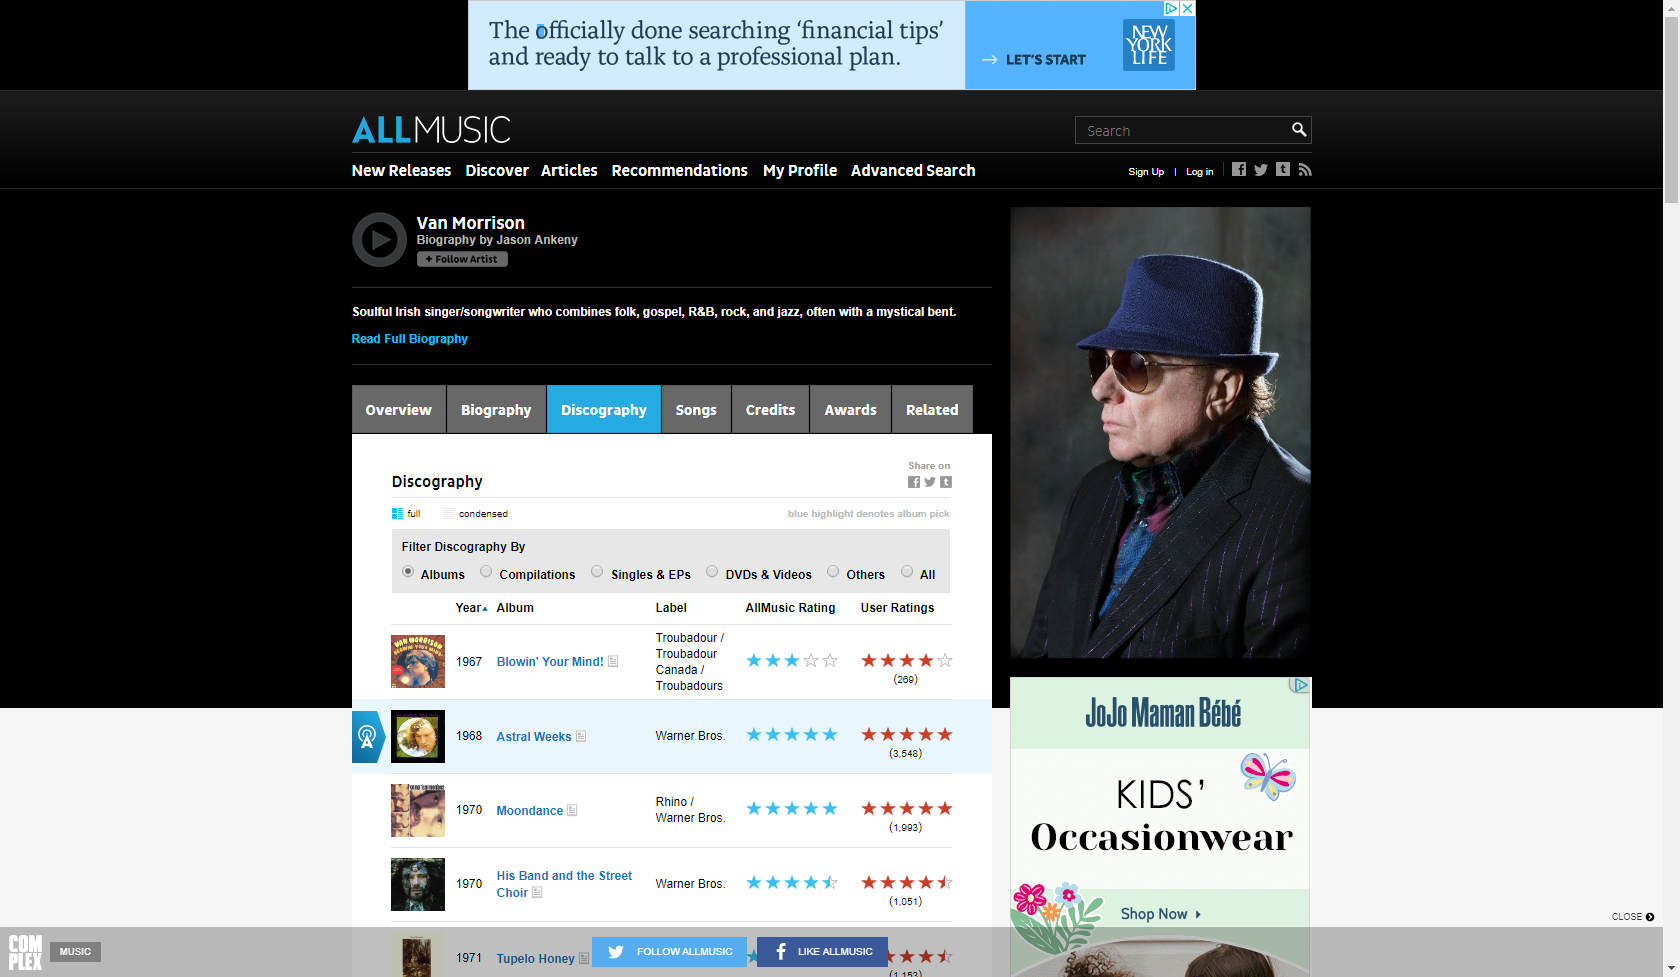 The officially done searching ‘financial tips’
and ready to talk to a professional plan.
→ LET'S START
NEW
YORK
LIFE
ALLMUSIC
Search
New Releases Discover Articles Recommendations My Profile Advanced Search
Sign Up | Log in
Van Morrison
Biography by Jason Ankeny
+ Follow Artist
Soulful Irish singer/songwriter who combines folk, gospel, R&B, rock, and jazz, often with a mystical bent.
Read Full Biography
Overview Biography Discography Songs Credits Awards Related
Share on
Discography
full condensed blue highlight denotes album pick
Filter Discography By
Albums Compilations Singles & EPs DVDs & Videos Others All
Year Album Label AllMusic Rating User Ratings
1967 Blowin' Your Mind! Troubadour /
Troubadour
Canada /
Troubadours
(269)
1968 Astral Weeks Warner Bros.
(3,548)
1970 Moondance Rhino /
Warner Bros.
(1,993)
1970 His Band and the Street
Choir Warner Bros.
(1,051)
1971 Tupelo Honey
(1,153)
JoJo Maman Bébé
KIDS'
Occasionwear
Shop Now
CLOSE
COM
PLEX
MUSIC
FOLLOW ALLMUSIC
LIKE ALLMUSIC